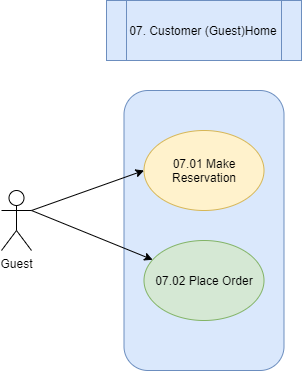 07. Customer (Guest)Home
07.01 Make
Reservation
Guest
07.02 Place Order